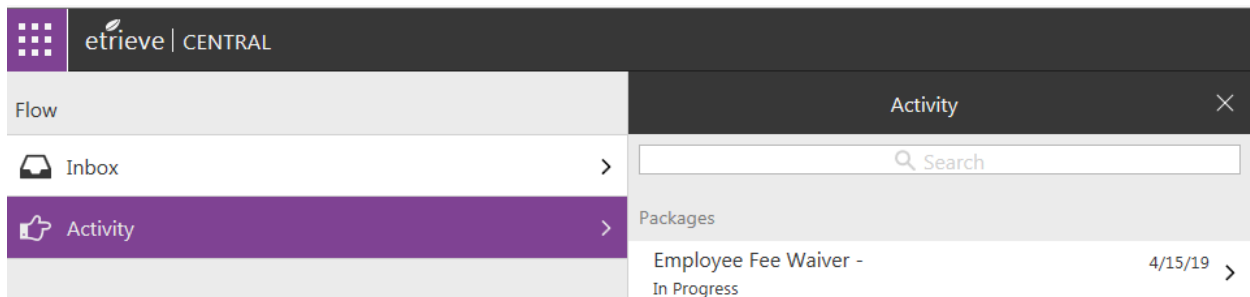 etrieve | CENTRAL
Flow
Inbox
Activity
Activity
Search
Packages
Employee Fee Waiver -
4/15/19
In Progress